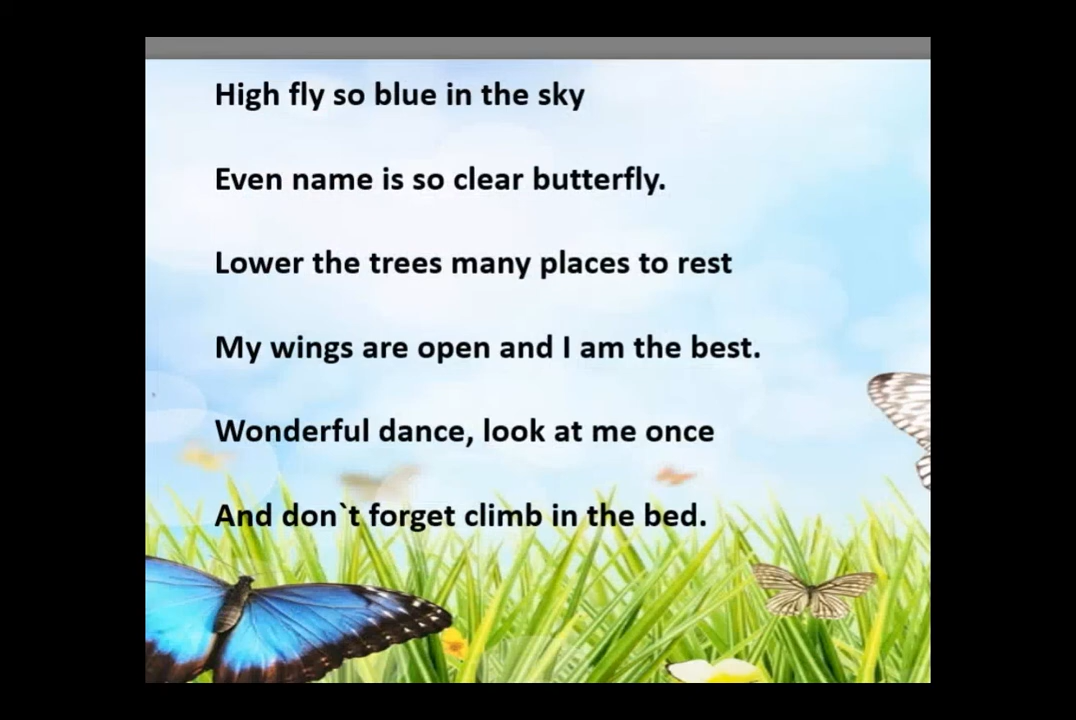 High fly so blue in the sky
Even name is so clear butterfly.
Lower the trees many places to rest
My wings are open and I am the best.
Wonderful dance, look at me once
And don`t forget climb in the bed.